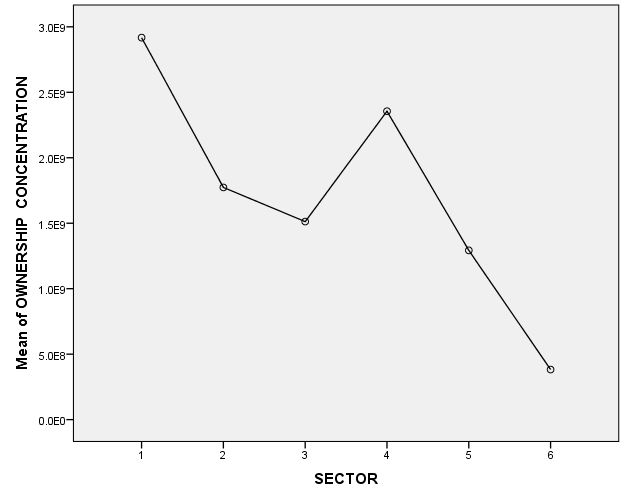 Mean of OWNERSHIP CONCENTRATION
3.0E9
2.5E9
2.0E9
1.5E9
1.0E9
5.0E8
0.0E0
1 2 3 4 5 6
SECTOR